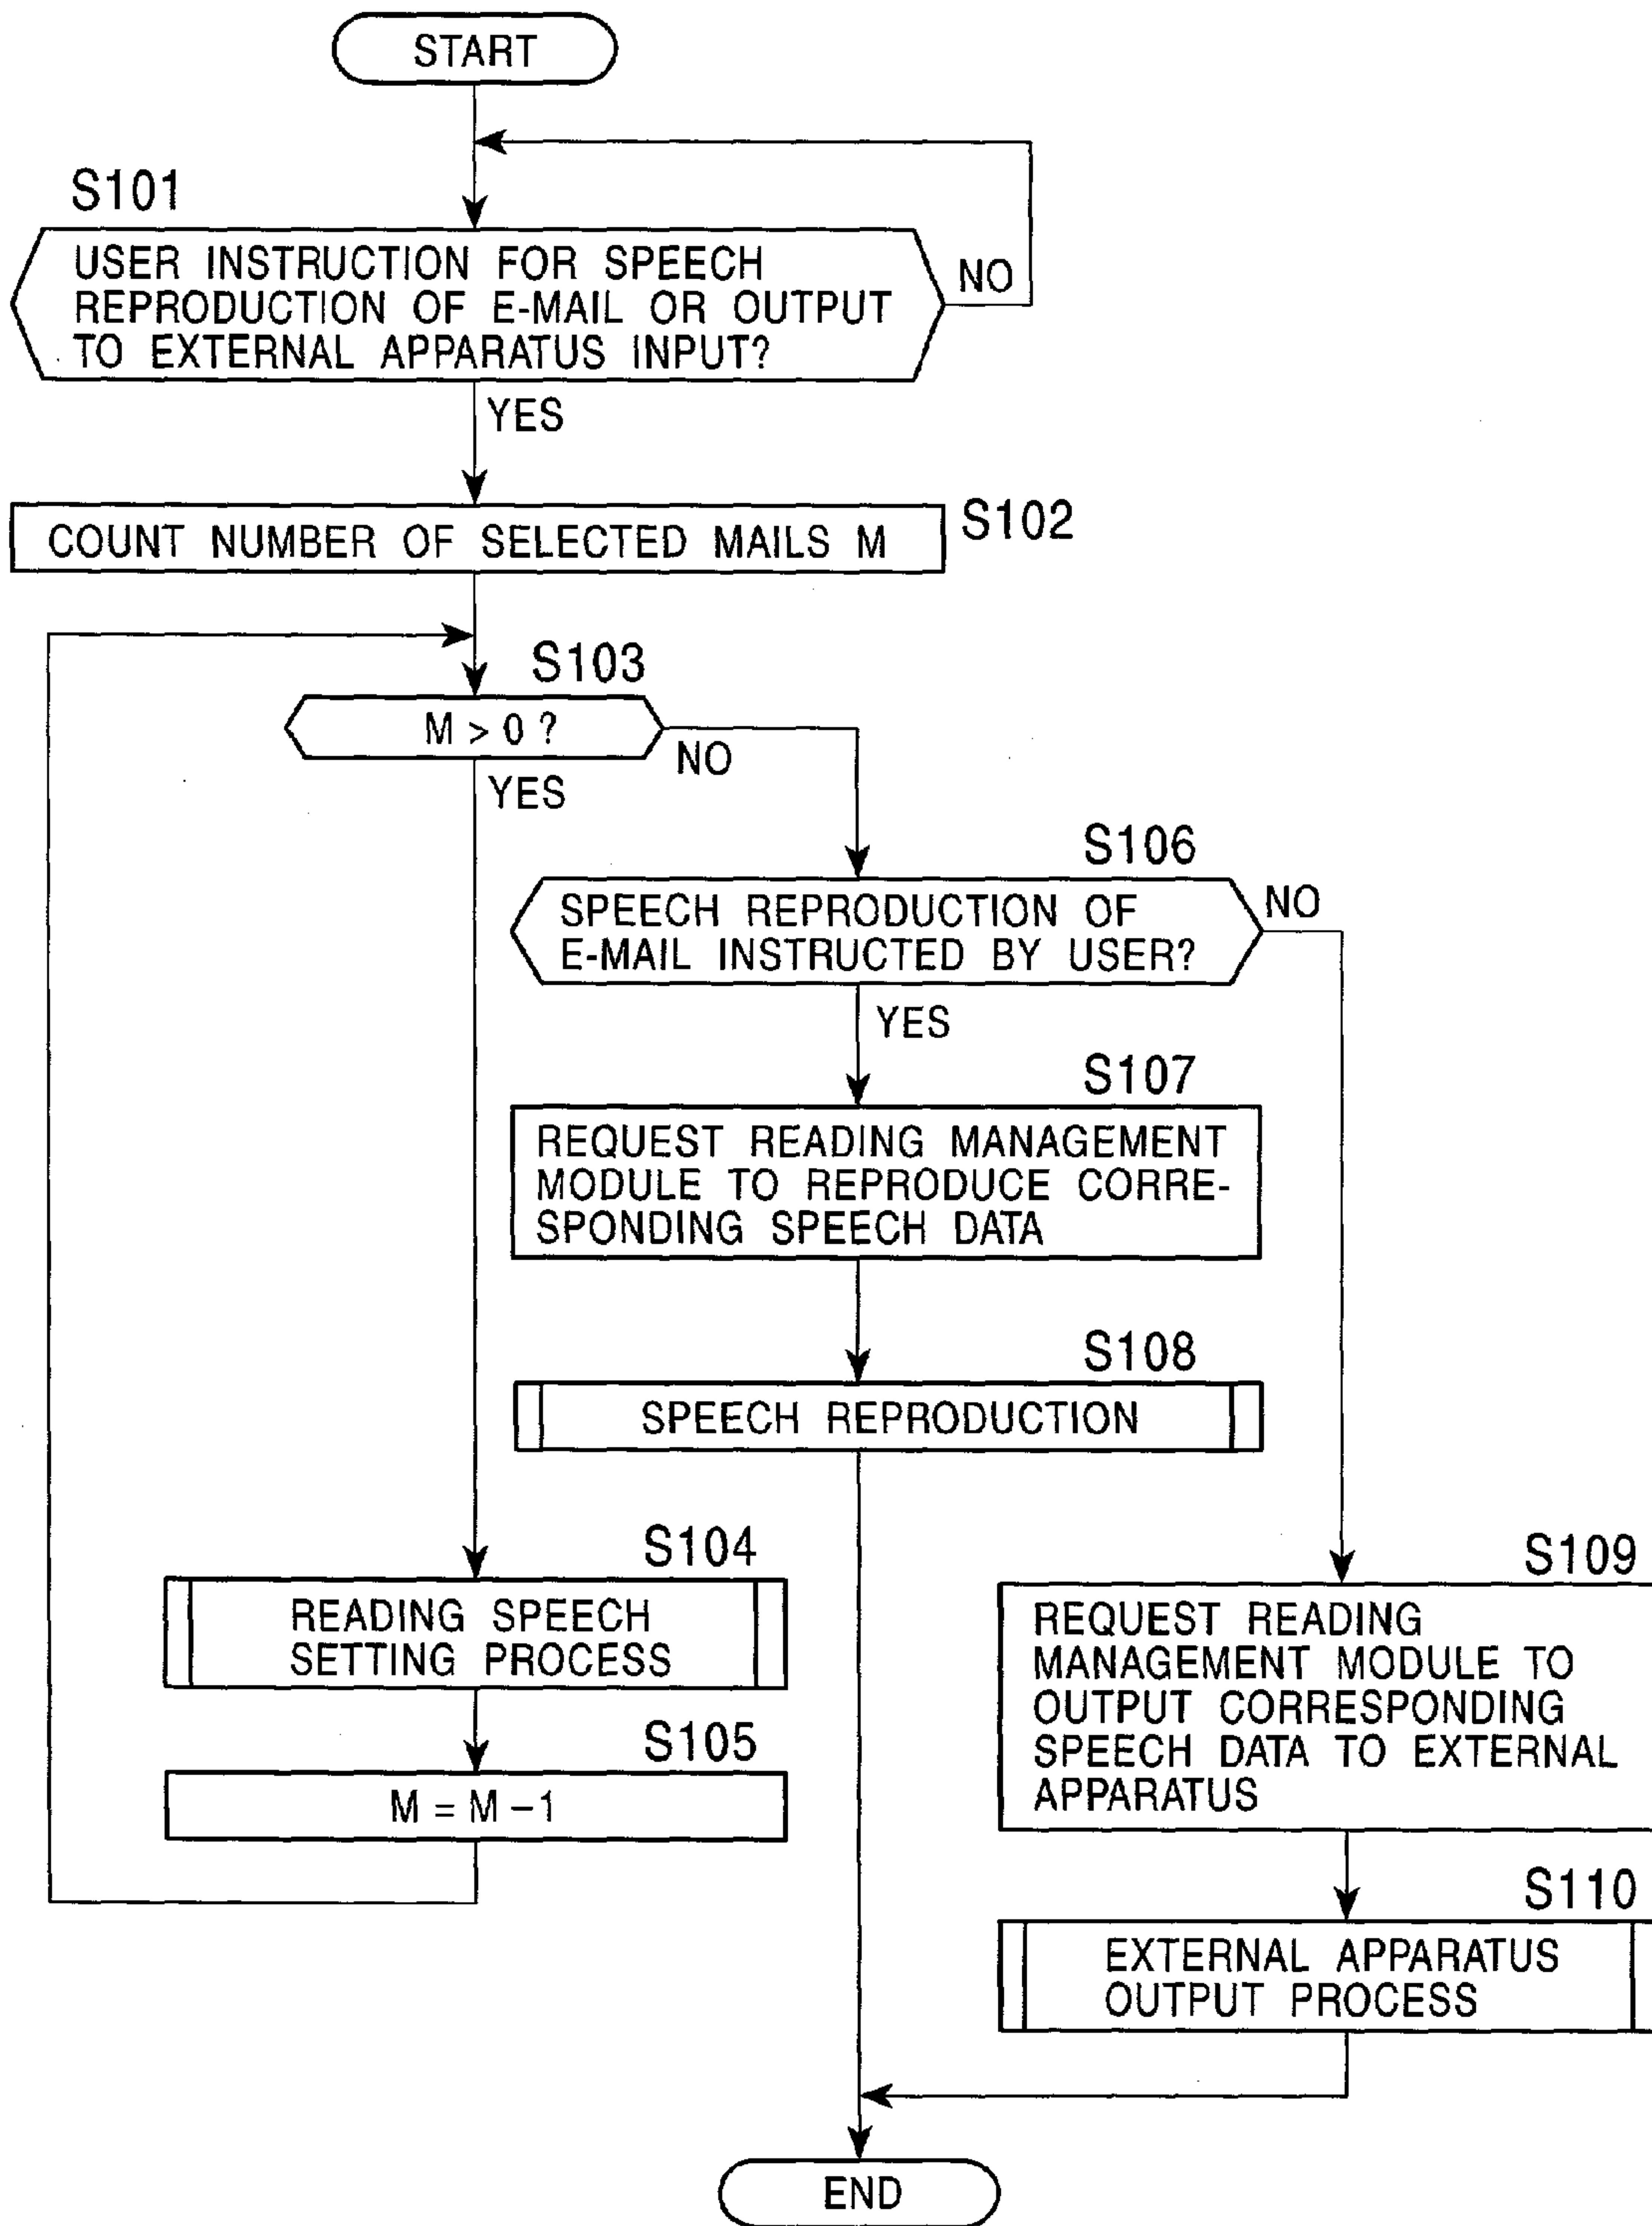 START
S101
USER INSTRUCTION FOR SPEECH
REPRODUCTION OF E-MAIL OR OUTPUT
TO EXTERNAL APPARATUS INPUT?
NO
YES
COUNT NUMBER OF SELECTED MAILS M
S102
S103
M > 0 ?
NO
YES
S106
SPEECH REPRODUCTION OF
E-MAIL INSTRUCTED BY USER?
NO
YES
S107
REQUEST READING MANAGEMENT
MODULE TO REPRODUCE CORRE-
SPONDING SPEECH DATA
S108
SPEECH REPRODUCTION
S104
READING SPEECH
SETTING PROCESS
S105
M = M – 1
S109
REQUEST READING
MANAGEMENT MODULE TO
OUTPUT CORRESPONDING
SPEECH DATA TO EXTERNAL
APPARATUS
S110
EXTERNAL APPARATUS
OUTPUT PROCESS
END